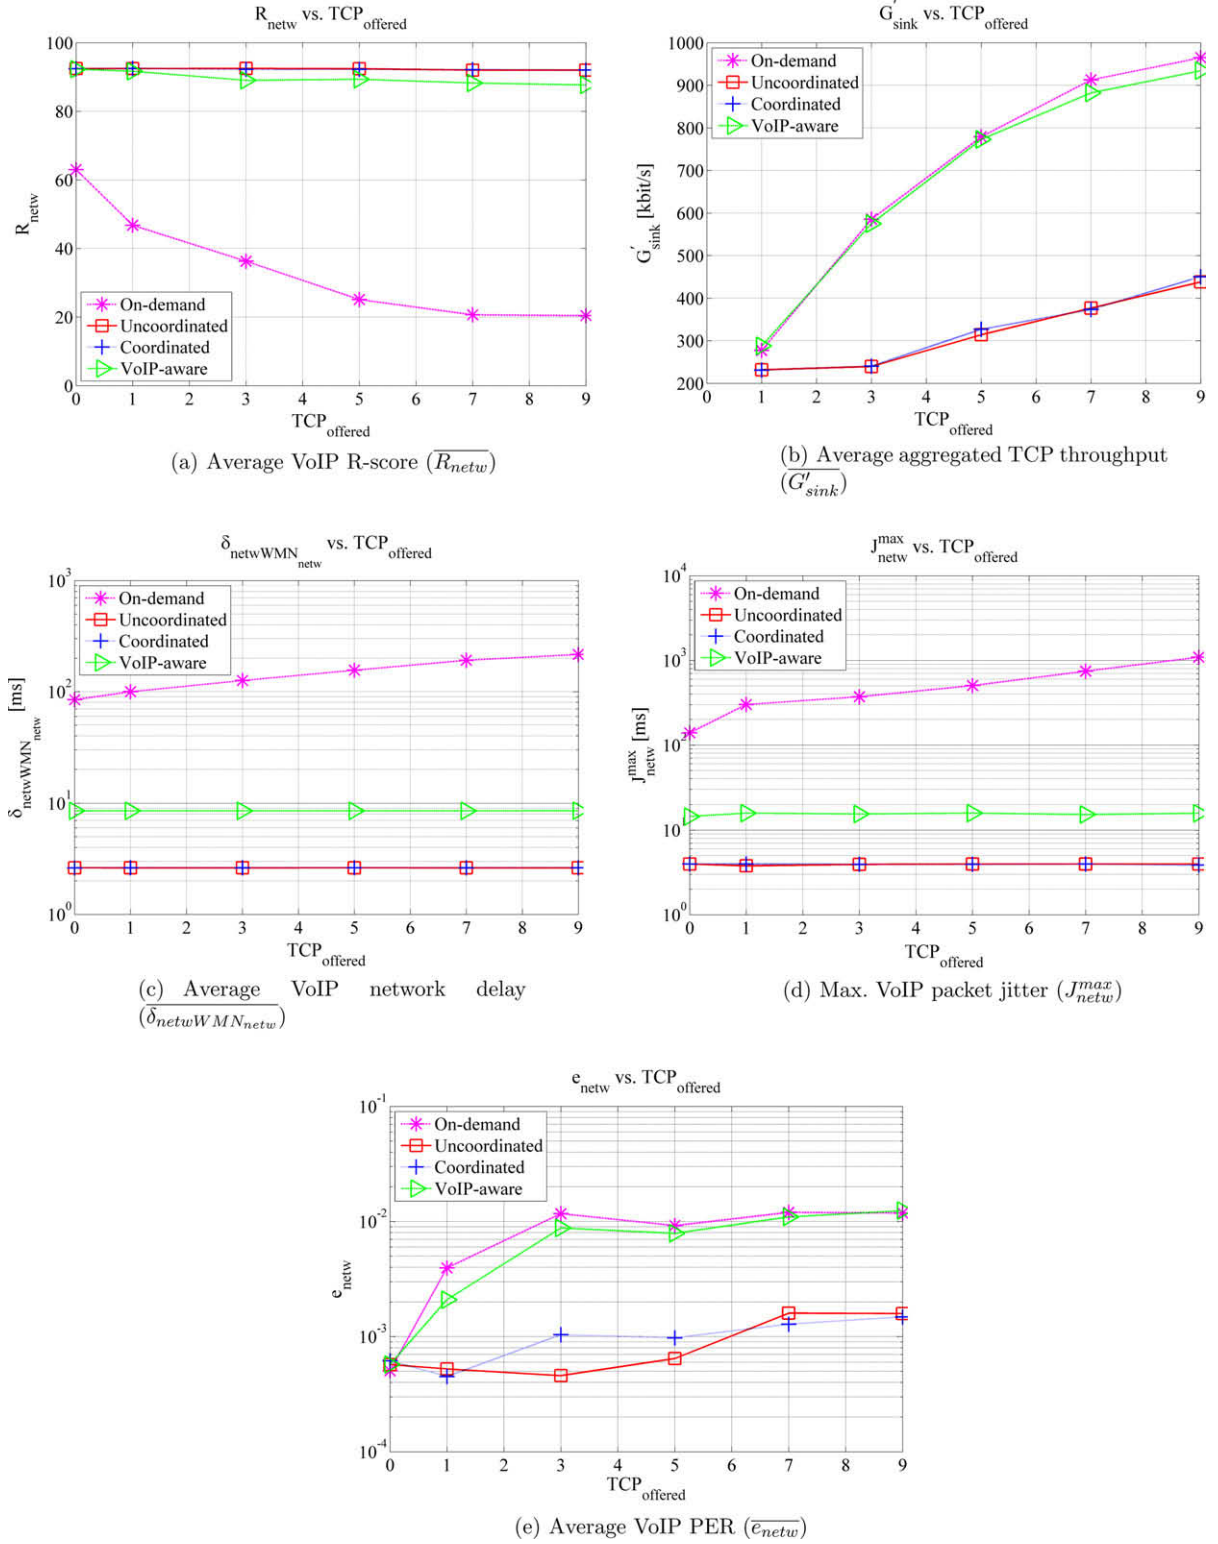 R_netw vs. TCP_offered
100
80
60
40
20
0
R_netw
On-demand
Uncoordinated
Coordinated
VoIP-aware
0 1 2 3 4 5 6 7 8 9
TCP_offered
(a) Average VoIP R-score (R_netw)
G'_sink vs. TCP_offered
1000
900
800
700
600
500
400
300
200
G'_sink [kbit/s]
On-demand
Uncoordinated
Coordinated
VoIP-aware
0 1 2 3 4 5 6 7 8 9
TCP_offered
(b) Average aggregated TCP throughput
(G'_sink)
δ_netwWMN_netw vs. TCP_offered
10^3
10^2
10^1
10^0
δ_netwWMN_netw [ms]
On-demand
Uncoordinated
Coordinated
VoIP-aware
0 1 2 3 4 5 6 7 8 9
TCP_offered
(c) Average VoIP network delay
(δ_netwWMN_netw)
J^max_netw vs. TCP_offered
10^4
10^3
10^2
10^1
10^0
J^max_netw [ms]
On-demand
Uncoordinated
Coordinated
VoIP-aware
0 1 2 3 4 5 6 7 8 9
TCP_offered
(d) Max. VoIP packet jitter (J^max_netw)
e_netw vs. TCP_offered
10^-1
10^-2
10^-3
10^-4
e_netw
On-demand
Uncoordinated
Coordinated
VoIP-aware
0 1 2 3 4 5 6 7 8 9
TCP_offered
(e) Average VoIP PER (e_netw)